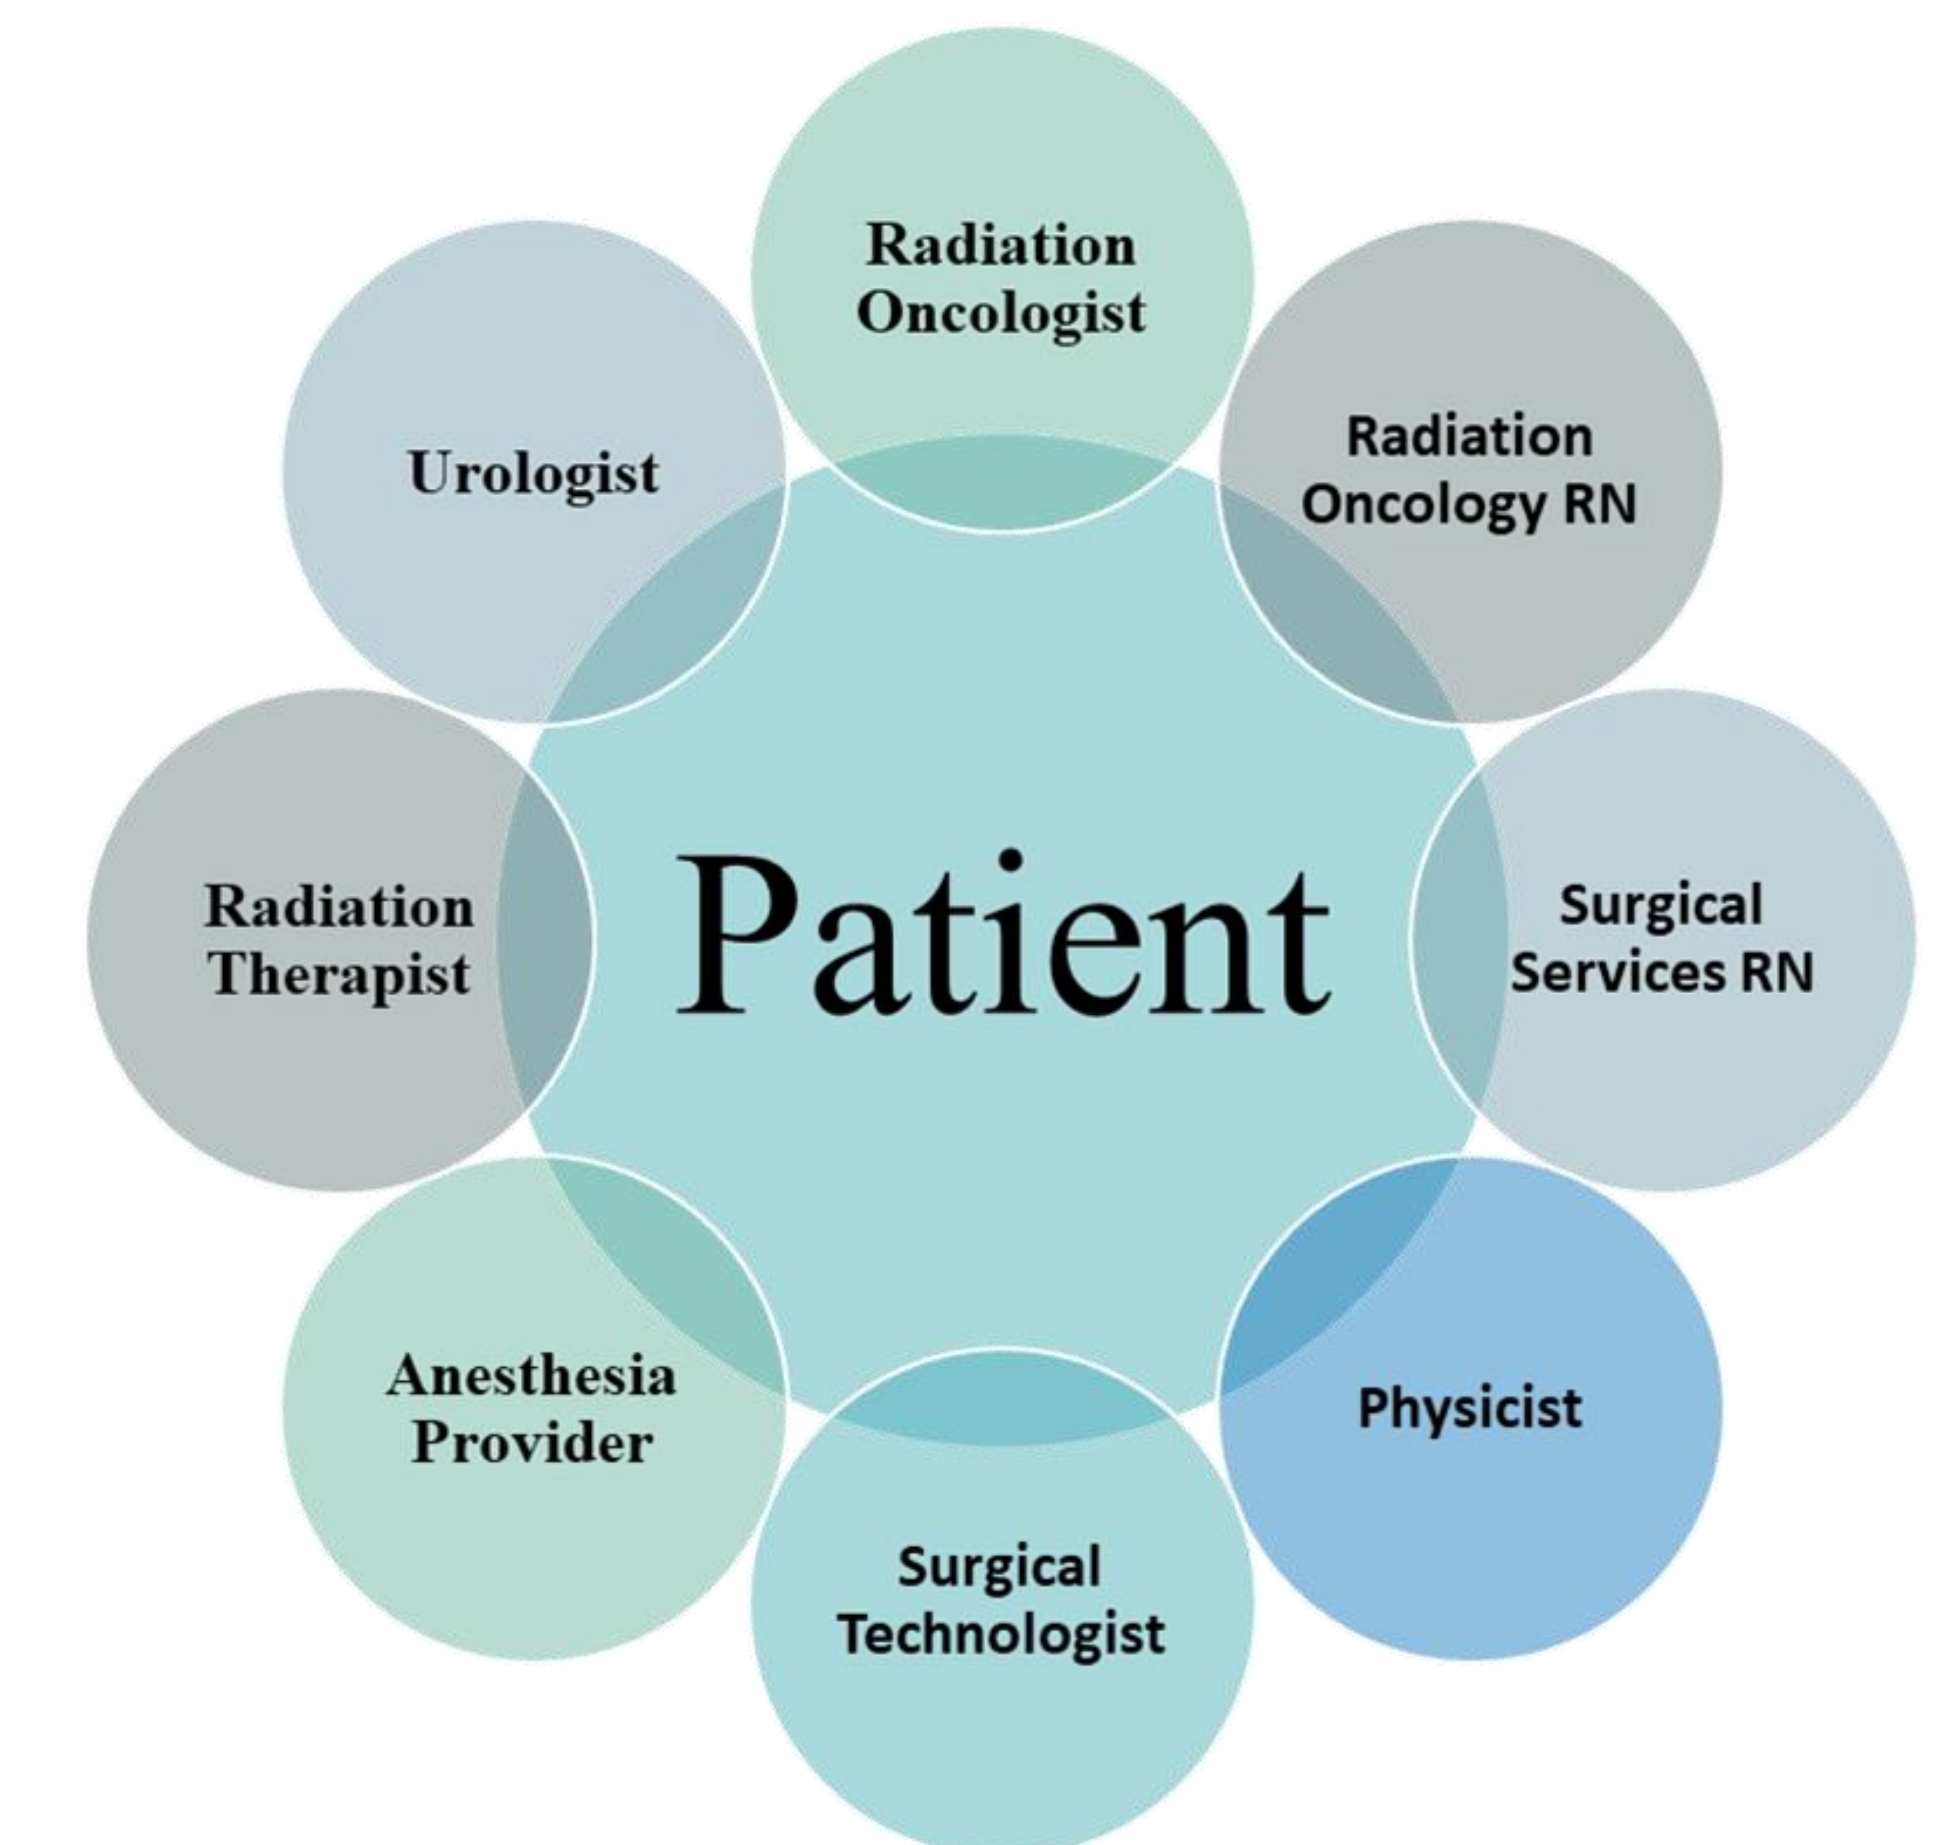 Radiation
Oncologist
Radiation
Oncology RN
Urologist
Patient
Surgical
Services RN
Radiation
Therapist
Physicist
Anesthesia
Provider
Surgical
Technologist